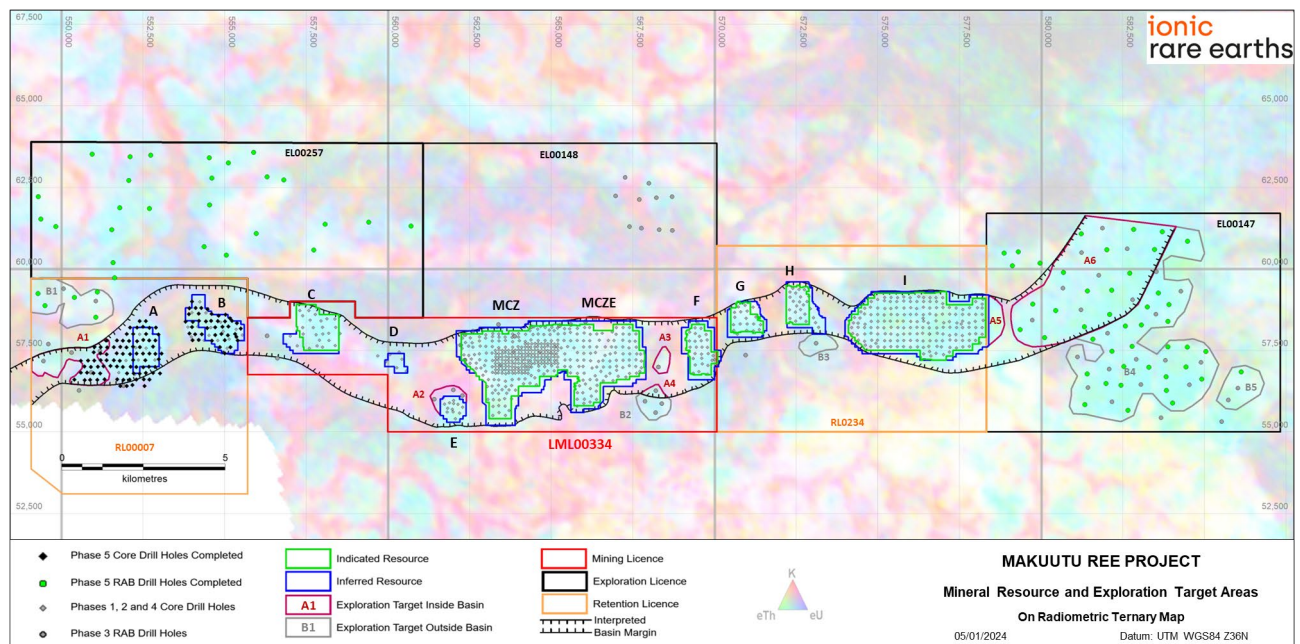 67,500
550,000
552,500
555,000
557,500
560,000
562,500
565,000
567,500
570,000
572,500
575,000
577,500
580,000
582,500
585,000
ionic
rare earths
65,000
65,000
EL00257
EL00148
62,500
62,500
EL00147
60,000
60,000
B1
A
B
C
D
MCZ
MCZE
F
G
H
I
A6
A1
A5
A3
57,500
57,500
A2
A4
B2
B3
B4
B5
55,000
55,000
E
LML00334
RL0234
RL00007
0
5
kilometres
52,500
52,500
Phase 5 Core Drill Holes Completed
Phase 5 RAB Drill Holes Completed
Phases 1, 2 and 4 Core Drill Holes
Phase 3 RAB Drill Holes
Indicated Resource
Inferred Resource
A1 Exploration Target Inside Basin
B1 Exploration Target Outside Basin
Mining Licence
Exploration Licence
Retention Licence
Interpreted
Basin Margin
K
eTh
eU
MAKUUTU REE PROJECT
Mineral Resource and Exploration Target Areas
On Radiometric Ternary Map
05/01/2024
Datum: UTM WGS84 Z36N